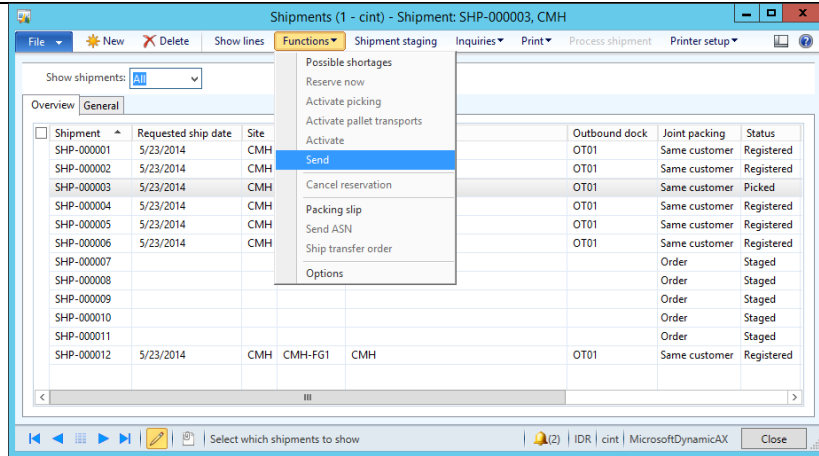 Shipments (1 - cint) - Shipment: SHP-000003, CMH
File New Delete Show lines Functions Shipment staging Inquiries Print Process shipment Printer setup
Possible shortages
Reserve now
Activate picking
Activate pallet transports
Activate
Send
Cancel reservation
Packing slip
Send ASN
Ship transfer order
Options
Show shipments: All
Overview General
Shipment Requested ship date Site Outbound dock Joint packing Status
SHP-000001 5/23/2014 CMH OT01 Same customer Registered
SHP-000002 5/23/2014 CMH OT01 Same customer Registered
SHP-000003 5/23/2014 CMH OT01 Same customer Picked
SHP-000004 5/23/2014 CMH OT01 Same customer Registered
SHP-000005 5/23/2014 CMH OT01 Same customer Registered
SHP-000006 5/23/2014 CMH OT01 Same customer Registered
SHP-000007 Order Staged
SHP-000008 Order Staged
SHP-000009 Order Staged
SHP-000010 Order Staged
SHP-000011 Order Staged
SHP-000012 5/23/2014 CMH CMH-FG1 CMH OT01 Same customer Registered
Select which shipments to show (2) IDR cint MicrosoftDynamicAX Close